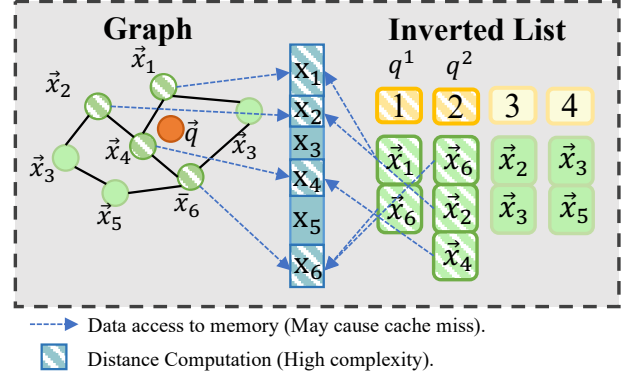 Graph
Inverted List
x⃗₁
x⃗₂
q⃗
x⃗₄
x⃗₃
x⃗₃
x⃗₅
x̄₆
x₁
x₂
x₃
x₄
x₅
x₆
q¹ q²
1 2 3 4
x⃗₁ x⃗₆ x⃗₂ x⃗₃
x⃗₆ x⃗₂ x⃗₃ x⃗₅
x⃗₄
Data access to memory (May cause cache miss).
Distance Computation (High complexity).